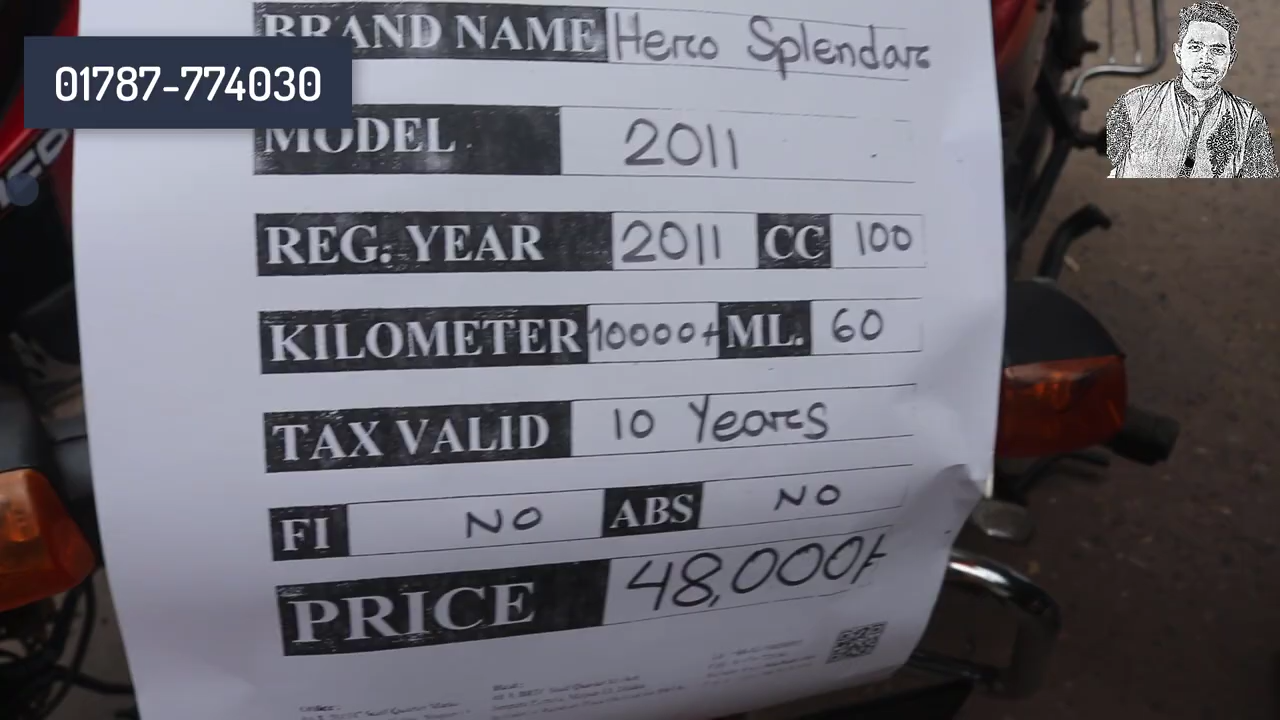 01787-774030
BRAND NAME Hero Splendar
MODEL 2011
REG. YEAR 2011 CC 100
KILOMETER 10000+ ML. 60
TAX VALID 10 Years
FI NO ABS NO
PRICE 48,000/-